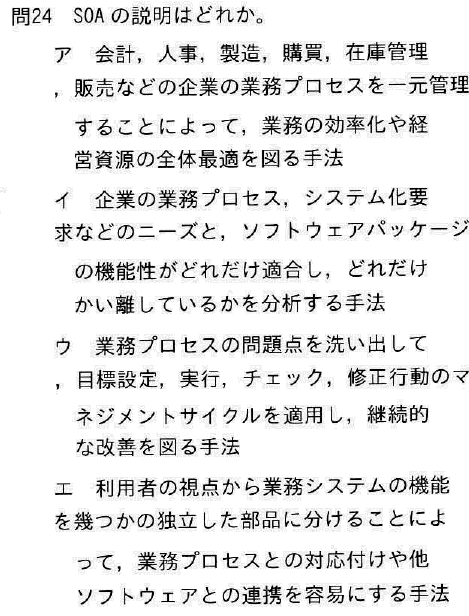 問24 SOA の説明はどれか。
ア 会計，人事，製造，購買，在庫管理
，販売などの企業の業務プロセスを一元管理
することによって，業務の効率化や経
営資源の全体最適を図る手法
イ 企業の業務プロセス，システム化要
求などのニーズと，ソフトウェアパッケージ
の機能性がどれだけ適合し，どれだけ
かい離しているかを分析する手法
ウ 業務プロセスの問題点を洗い出して
，目標設定，実行，チェック，修正行動のマ
ネジメントサイクルを適用し，継続的
な改善を図る手法
エ 利用者の視点から業務システムの機能
を幾つかの独立した部品に分けることによ
って，業務プロセスとの対応付けや他
ソフトウェアとの連携を容易にする手法